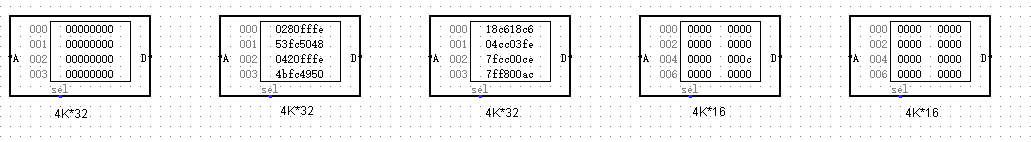 000 00000000
001 00000000
002 00000000
003 00000000
A D
sel
4K*32
000 0280fffe
001 53fc5048
002 0420fffe
003 4bfc4950
A D
sel
4K*32
000 18c618c6
001 04cc03fe
002 7fcc00ce
003 7ff800ac
A D
sel
4K*32
000 0000 0000
002 0000 0000
004 0000 000c
006 0000 0000
A D
sel
4K*16
000 0000 0000
002 0000 0000
004 0000 0000
006 0000 0000
A D
sel
4K*16